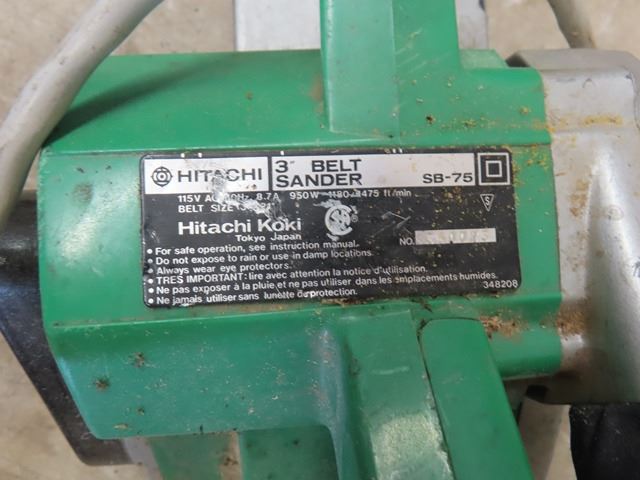 HITACHI 3" BELT SANDER SB-75
115V AC 8.7A 950W 1180-1475 ft/min
BELT SIZE
Hitachi Koki
Tokyo Japan
NO.
• For safe operation, see instruction manual.
• Do not expose to rain or use in damp locations.
• Always wear eye protectors.
• TRES IMPORTANT: lire avec attention la notice d'utilisation.
• Ne pas exposer à la pluie et ne pas utiliser dans les emplacements humides.
• Ne jamais utiliser sans lunette de protection.
348208